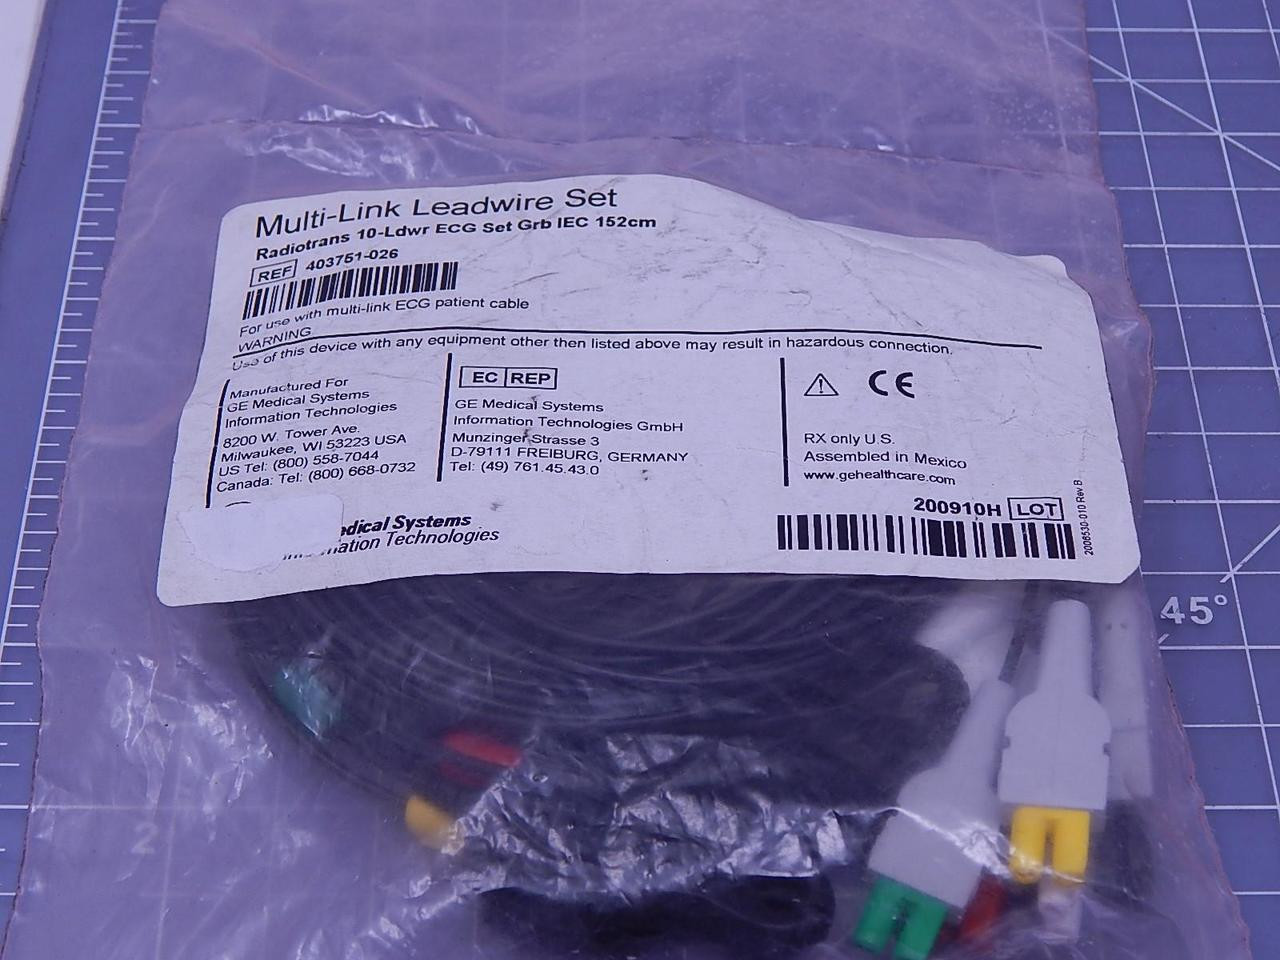 Multi-Link Leadwire Set
Radiotrans 10-Ldwr ECG Set Grb IEC 152cm
REF 403751-026
For use with multi-link ECG patient cable
WARNING
Use of this device with any equipment other then listed above may result in hazardous connection.
Manufactured For
GE Medical Systems
Information Technologies
8200 W. Tower Ave.
Milwaukee, WI 53223 USA
US Tel: (800) 558-7044
Canada: Tel: (800) 668-0732
EC REP
GE Medical Systems
Information Technologies GmbH
Munzinger Strasse 3
D-79111 FREIBURG, GERMANY
Tel: (49) 761.45.43.0
CE
RX only U.S.
Assembled in Mexico
www.gehealthcare.com
edical Systems
mation Technologies
200910H LOT
2006530-010 Rev B
45°
2